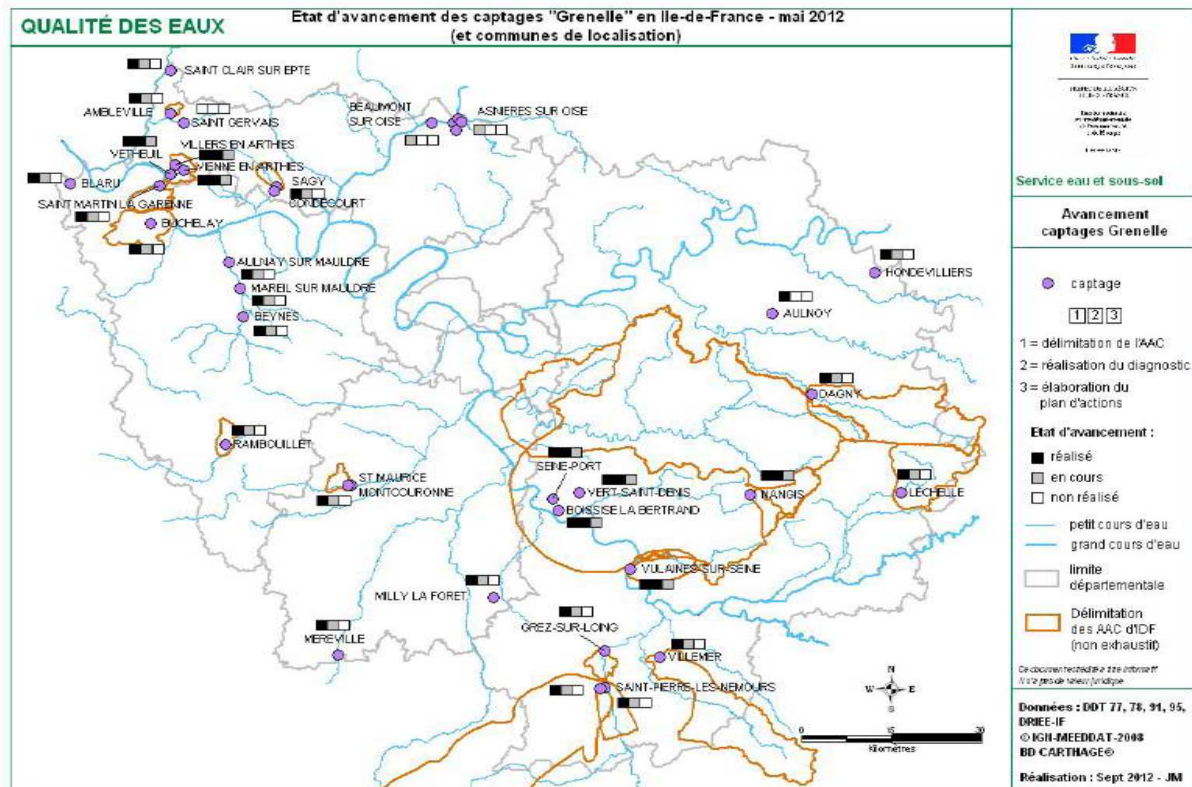 QUALITÉ DES EAUX
Etat d'avancement des captages "Grenelle" en Ile-de-France - mai 2012
(et communes de localisation)
SAINT CLAIR SUR EPTE
AMBLEVILLE
SAINT GERVAIS
BEAUMONT
SUR OISE
ASNIERES SUR OISE
VETHEUIL
VILLERS EN ARTHIES
VIENNE EN ARTHIES
BLARU
SAGY
CONDECOURT
SAINT MARTIN LA GARENNE
BUCHELAY
AULNAY SUR MAULDRE
MAREIL SUR MAULDRE
BEYNES
HONDEVILLIERS
AULNOY
DAGNY
RAMBOUILLET
ST MAURICE
MONTCOURONNE
SEINE-PORT
VERT-SAINT-DENIS
NANGIS
LECHELLE
BOISSISE LA BERTRAND
VULAINES-SUR-SEINE
MILLY LA FORET
GREZ-SUR-LOING
MEREVILLE
VILLEMER
SAINT-PIERRE-LES-NEMOURS
N
W E
S
0 15 30
Kilomètres
Service eau et sous-sol
Avancement
captages Grenelle
captage
1 2 3
1 = délimitation de l'AAC
2 = réalisation du diagnostic
3 = élaboration du
plan d'actions
Etat d'avancement :
réalisé
en cours
non réalisé
petit cours d'eau
grand cours d'eau
limite
départementale
Délimitation
des AAC d'IDF
(non exhaustif)
Données : DDT 77, 78, 91, 95,
DRIEE-IF
© IGN-MEEDDAT-2008
BD CARTHAGE©
Réalisation : Sept 2012 - JM